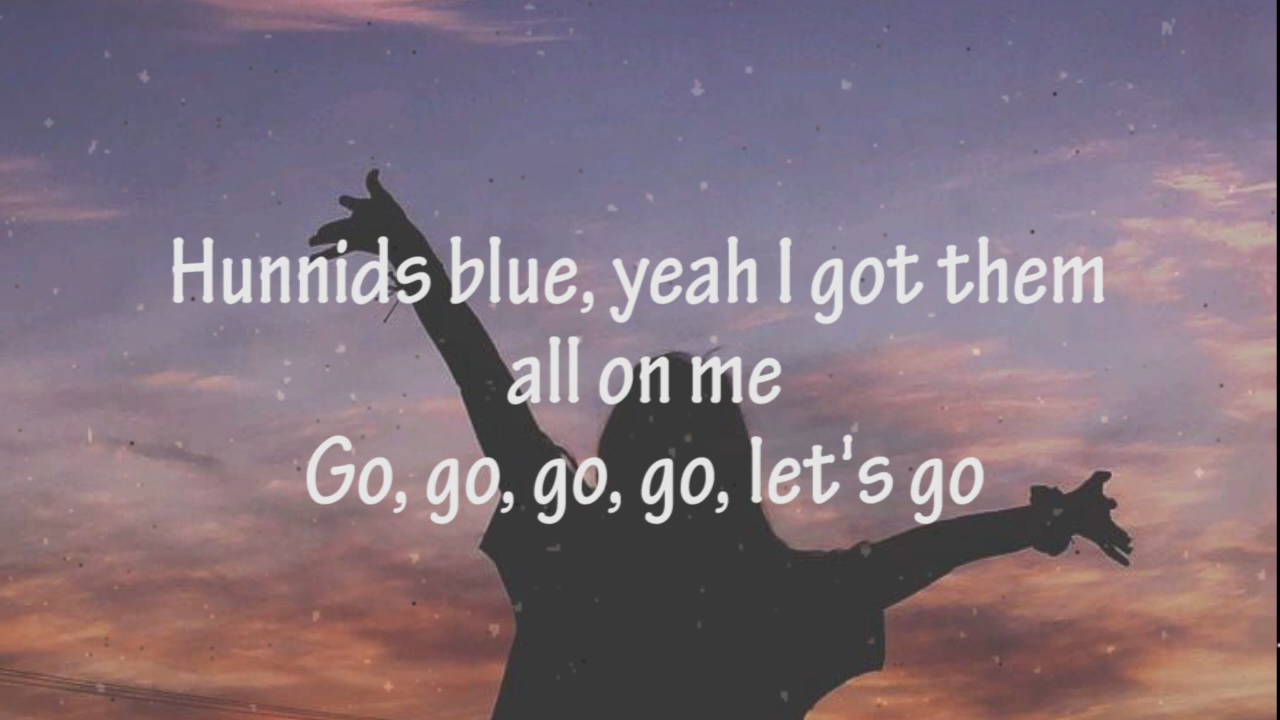 Hunnids blue, yeah I got them
all on me
Go, go, go, go, let's go